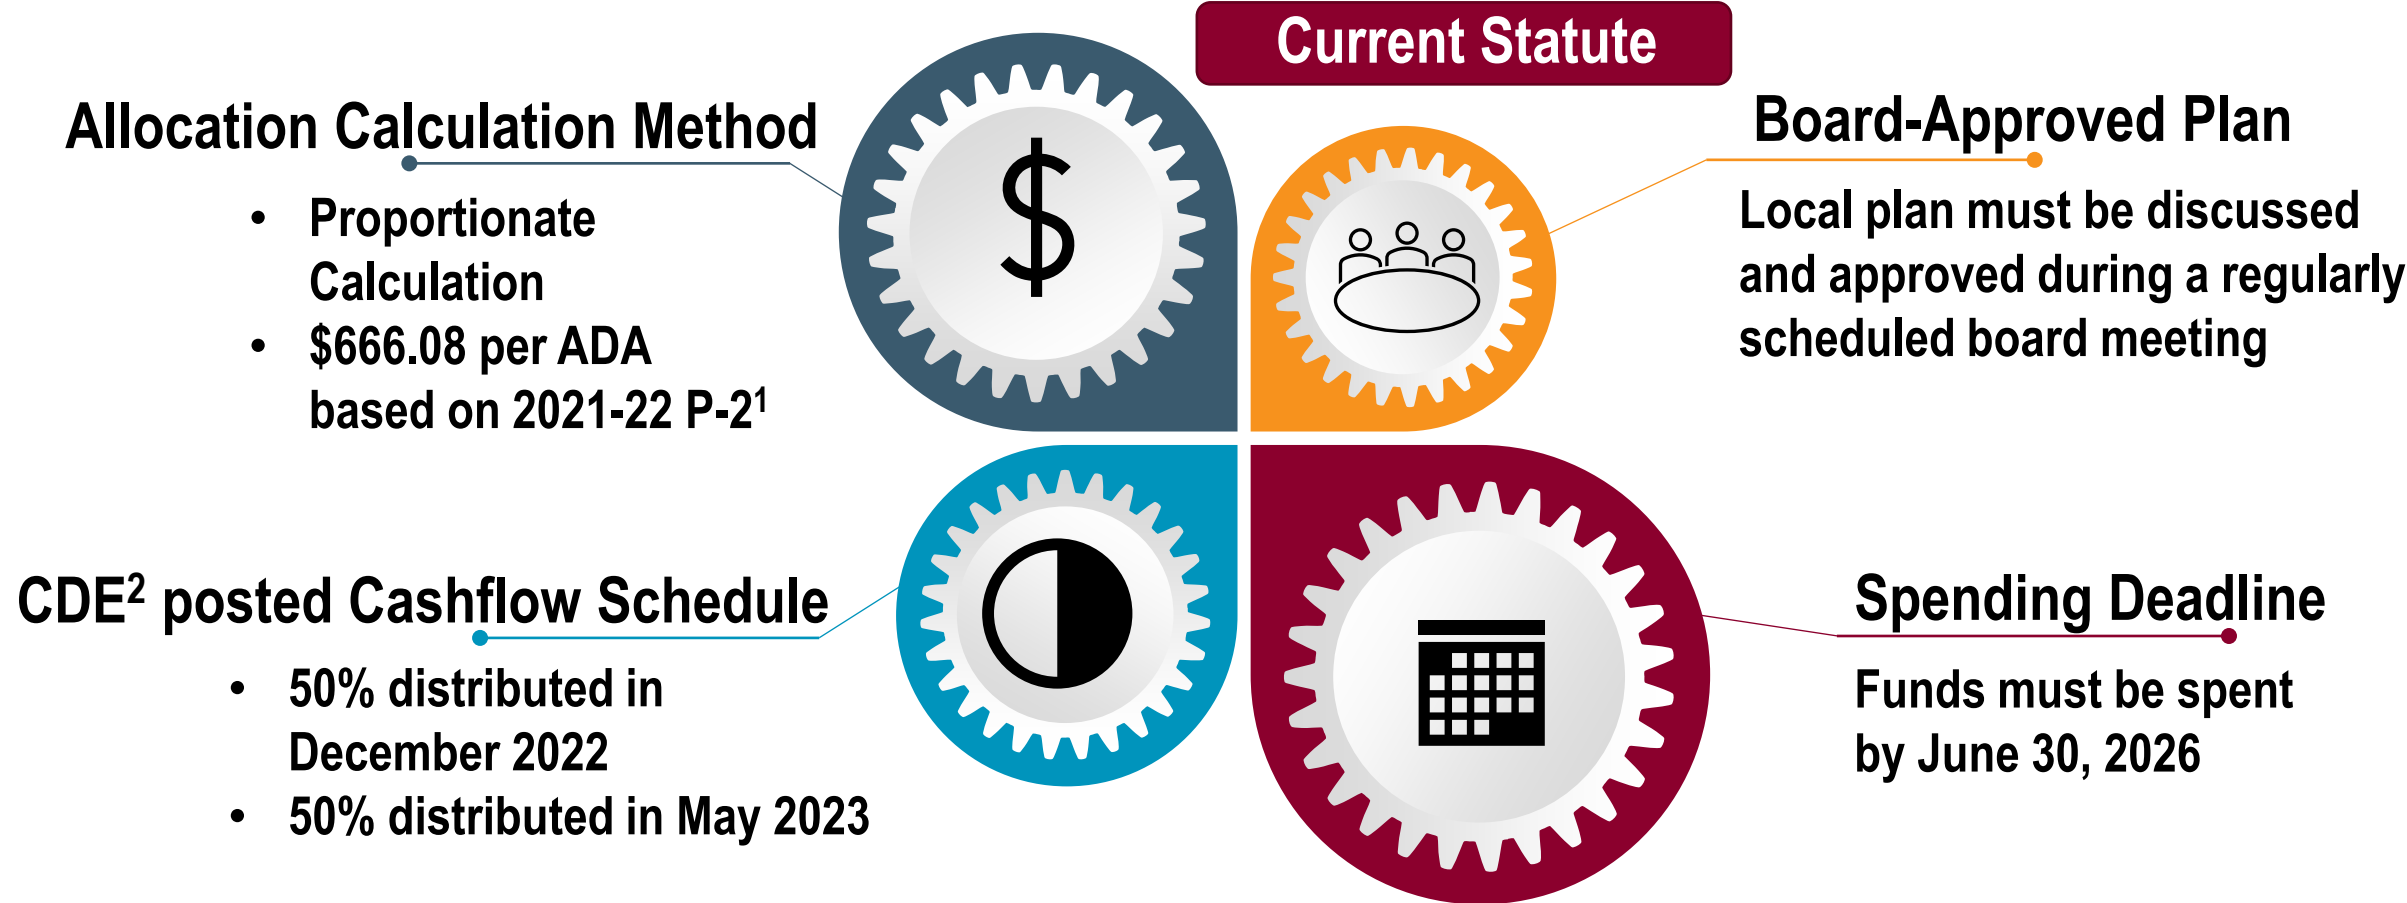 Current Statute
Allocation Calculation Method
• Proportionate
Calculation
• $666.08 per ADA
based on 2021-22 P-2¹
Board-Approved Plan
Local plan must be discussed
and approved during a regularly
scheduled board meeting
CDE² posted Cashflow Schedule
• 50% distributed in
December 2022
• 50% distributed in May 2023
Spending Deadline
Funds must be spent
by June 30, 2026